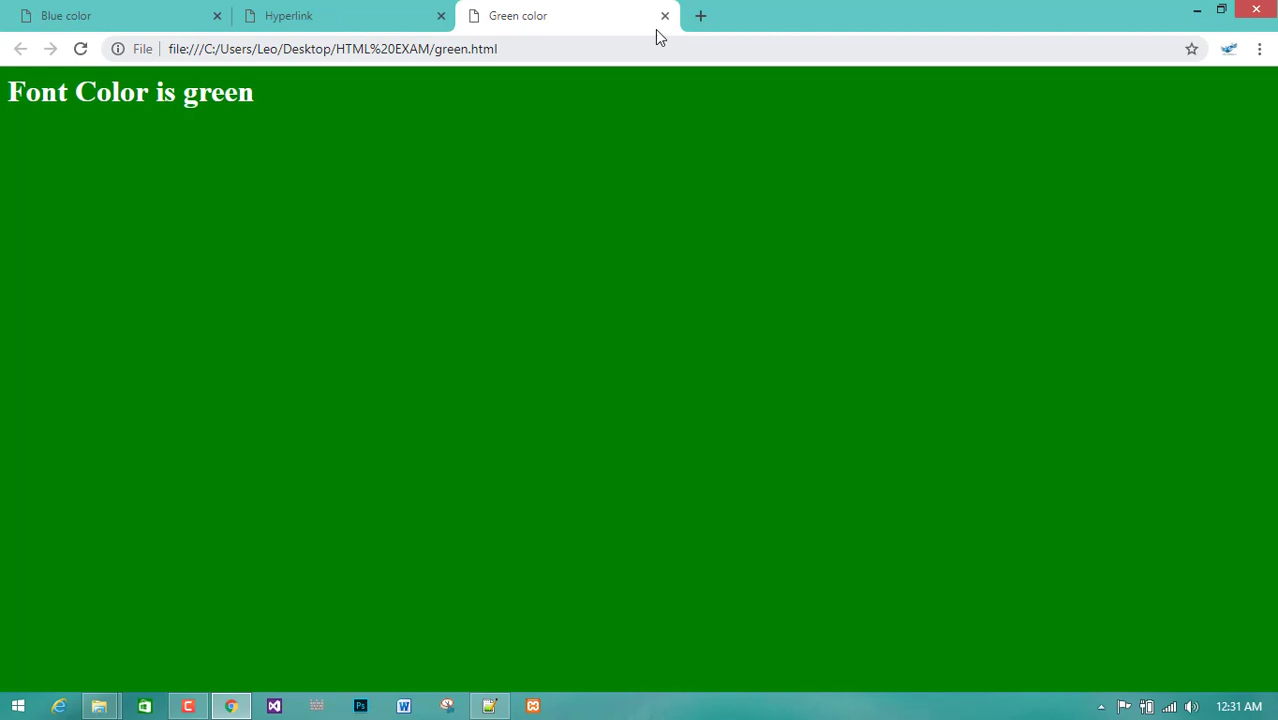 Blue color
Hyperlink
Green color
File
file:///C:/Users/Leo/Desktop/HTML%20EXAM/green.html
Font Color is green
Ps
W
C
12:31 AM